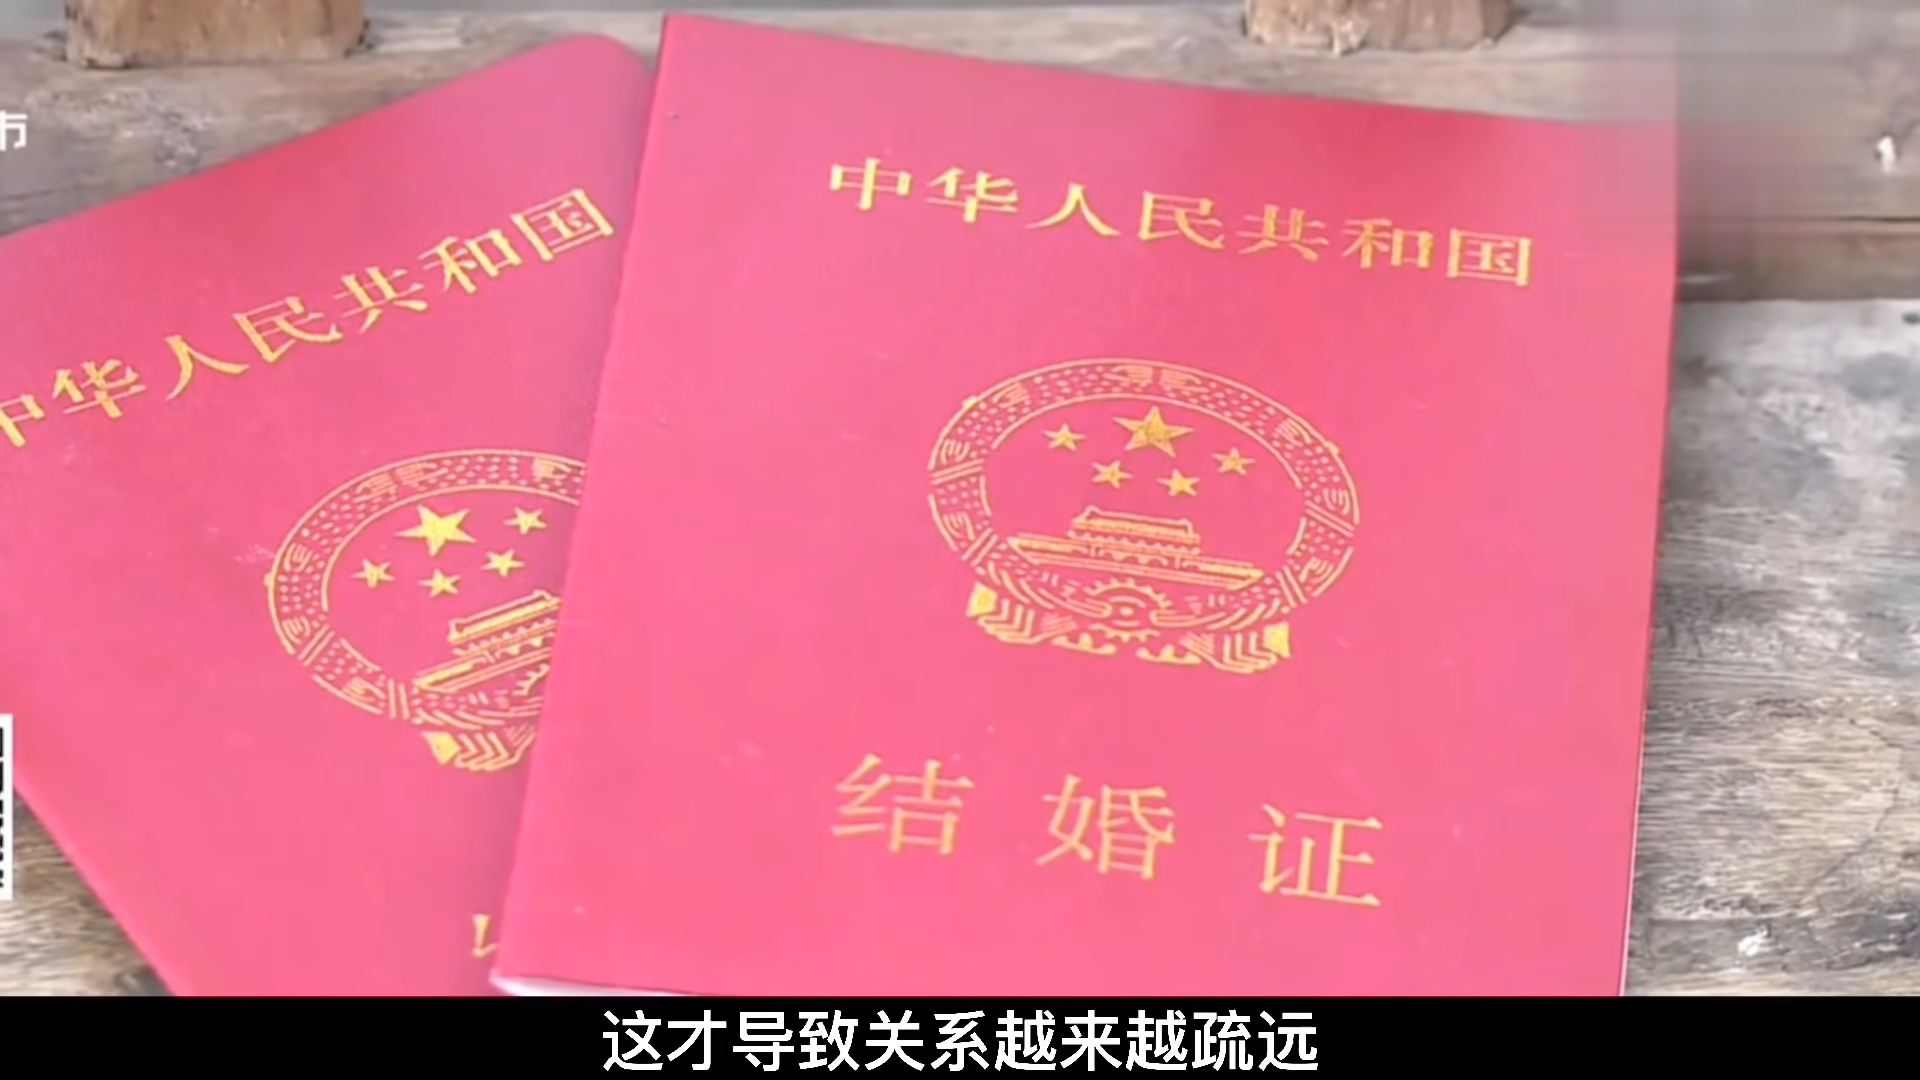 市
中华人民共和国
中华人民共和国
结婚证
这才导致关系越来越疏远